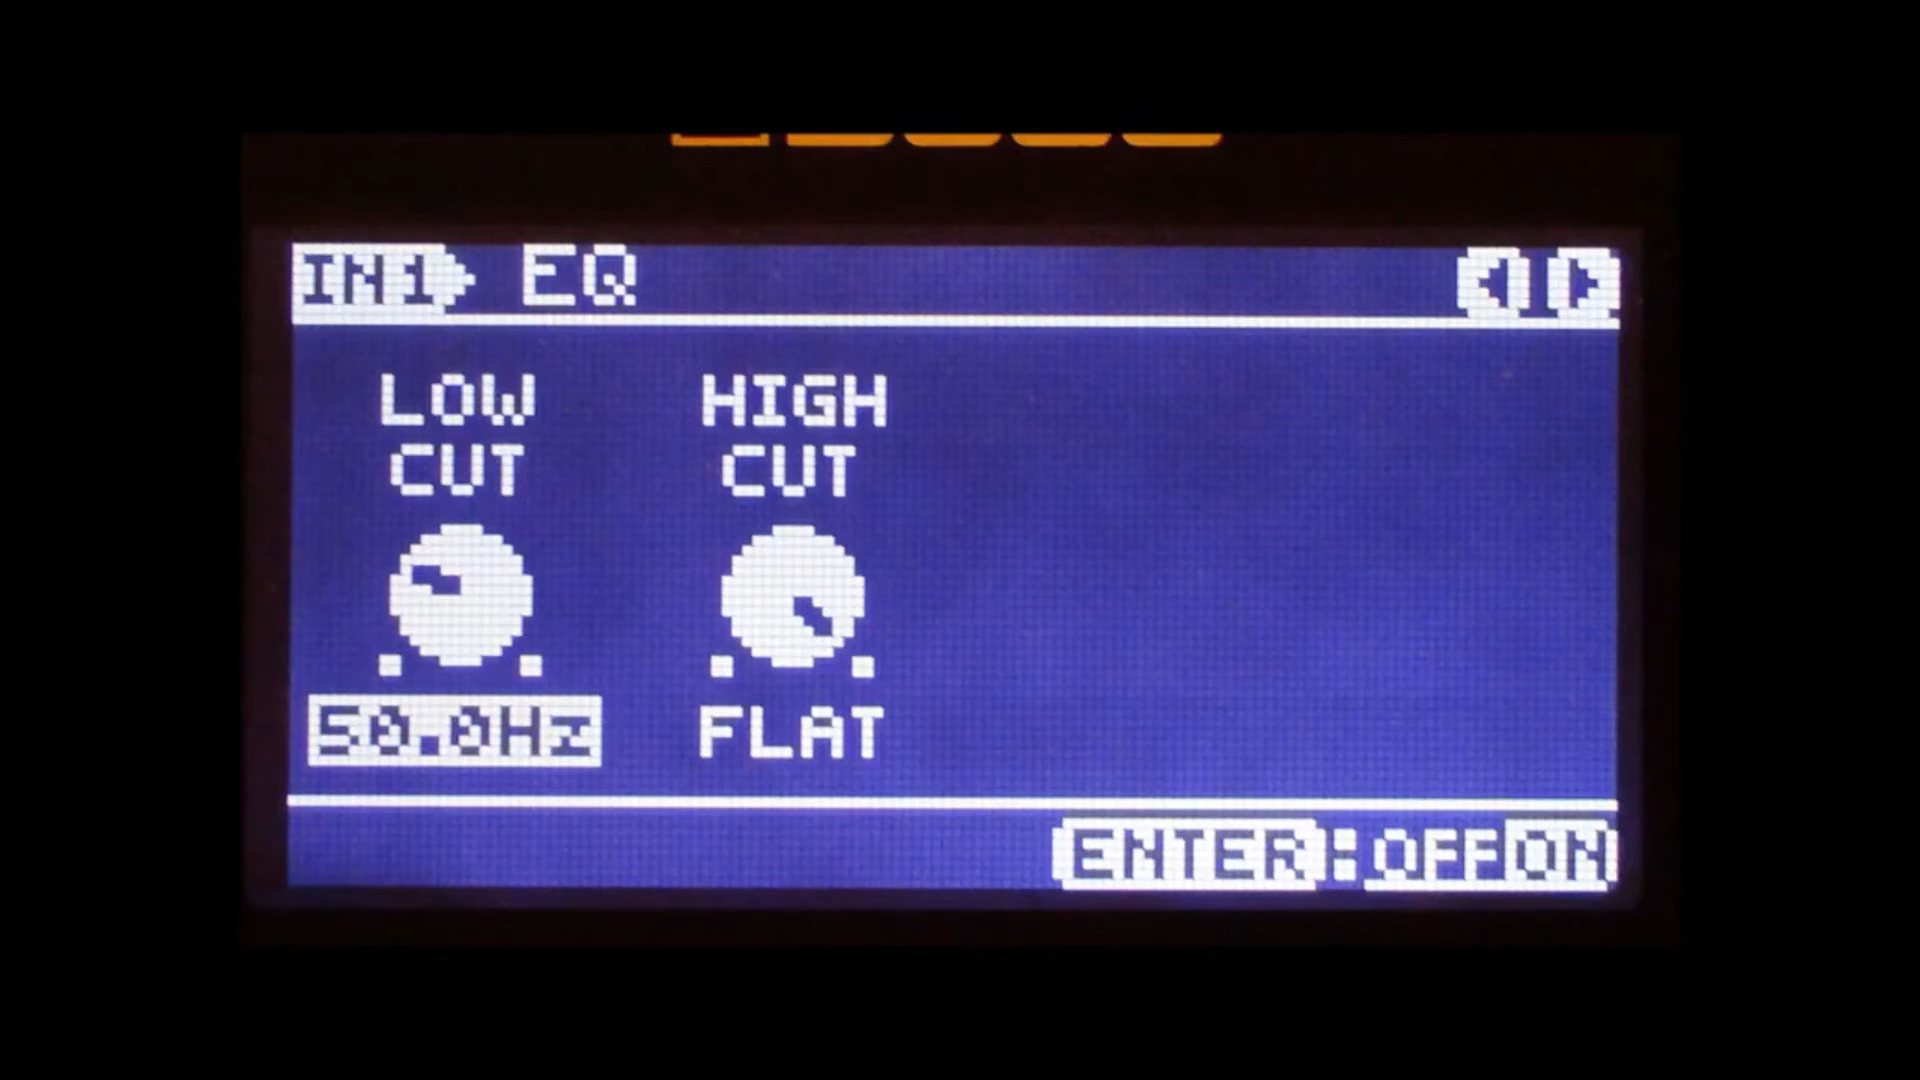 IN1 EQ
LOW CUT
HIGH CUT
50.0Hz
FLAT
ENTER:OFF ON